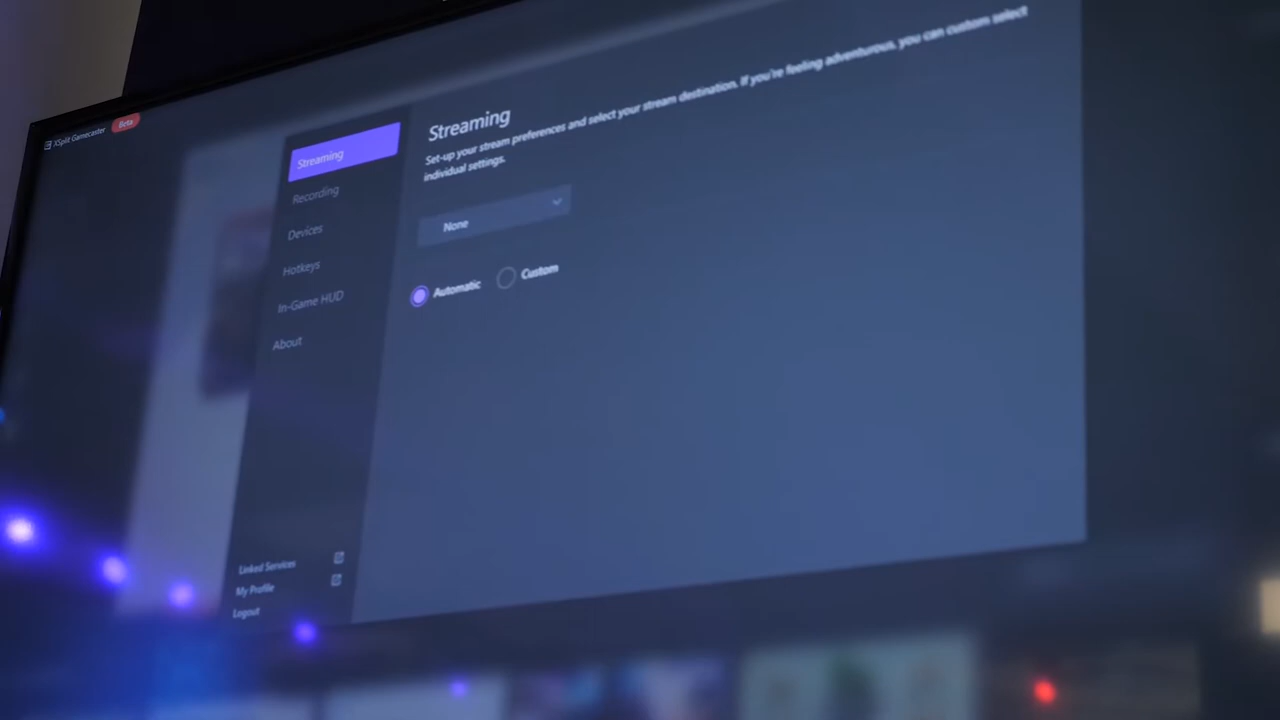 XSplit Gamecaster Beta
Streaming
Recording
Devices
Hotkeys
In-Game HUD
About
Linked Services
My Profile
Logout
Streaming
Set-up your stream preferences and select your stream destination. If you're feeling adventurous, you can custom select
individual settings.
None
Automatic Custom